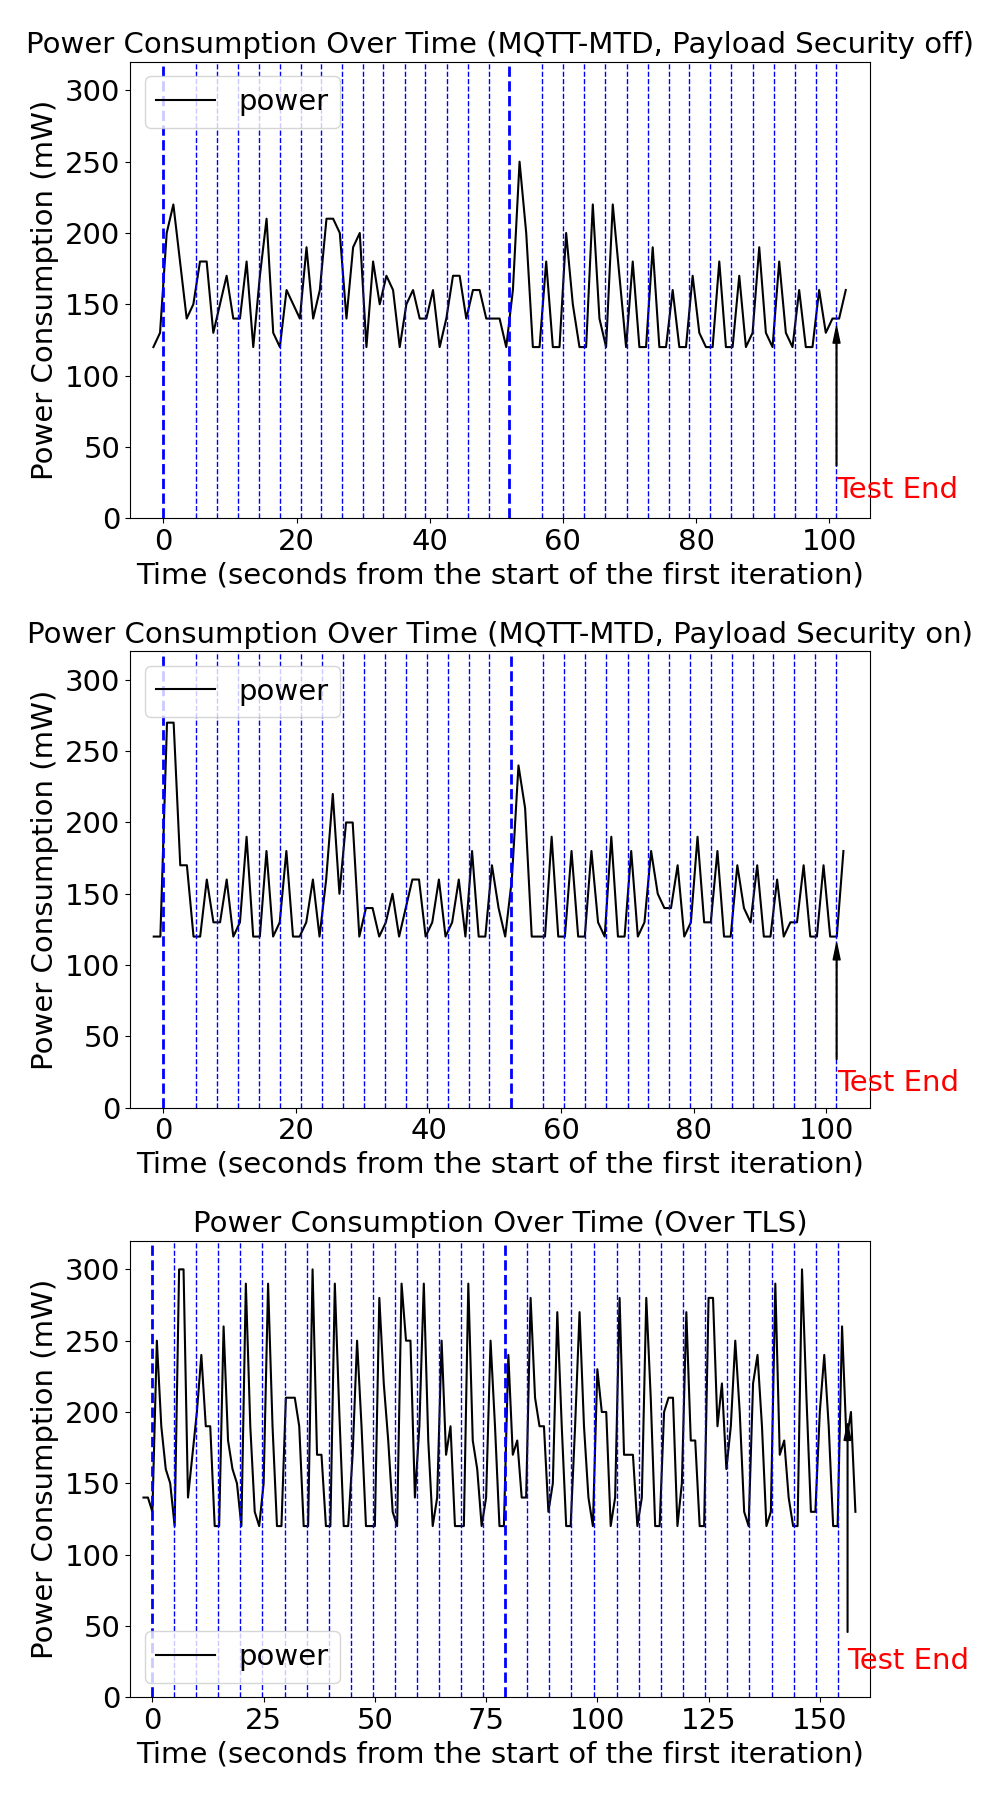 Power Consumption Over Time (MQTT-MTD, Payload Security off)
300
250
200
150
100
50
0
Power Consumption (mW)
power
Test End
0 20 40 60 80 100
Time (seconds from the start of the first iteration)
Power Consumption Over Time (MQTT-MTD, Payload Security on)
300
250
200
150
100
50
0
Power Consumption (mW)
power
Test End
0 20 40 60 80 100
Time (seconds from the start of the first iteration)
Power Consumption Over Time (Over TLS)
300
250
200
150
100
50
0
Power Consumption (mW)
power
Test End
0 25 50 75 100 125 150
Time (seconds from the start of the first iteration)